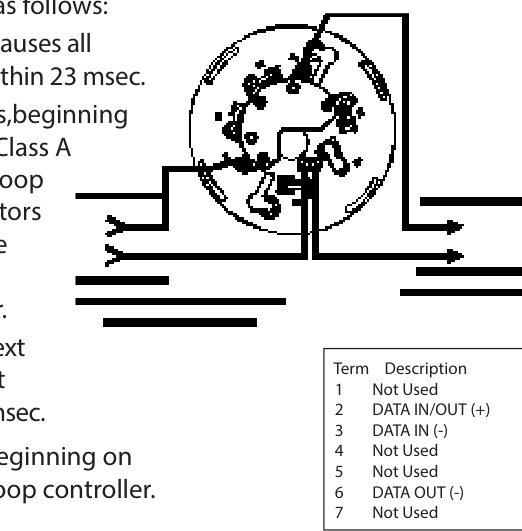 as follows:
auses all
thin 23 msec.
s,beginning
Class A
oop
tors
e
r.
ext
t
nsec.
eginning on
oop controller.
Term Description
1 Not Used
2 DATA IN/OUT (+)
3 DATA IN (-)
4 Not Used
5 Not Used
6 DATA OUT (-)
7 Not Used